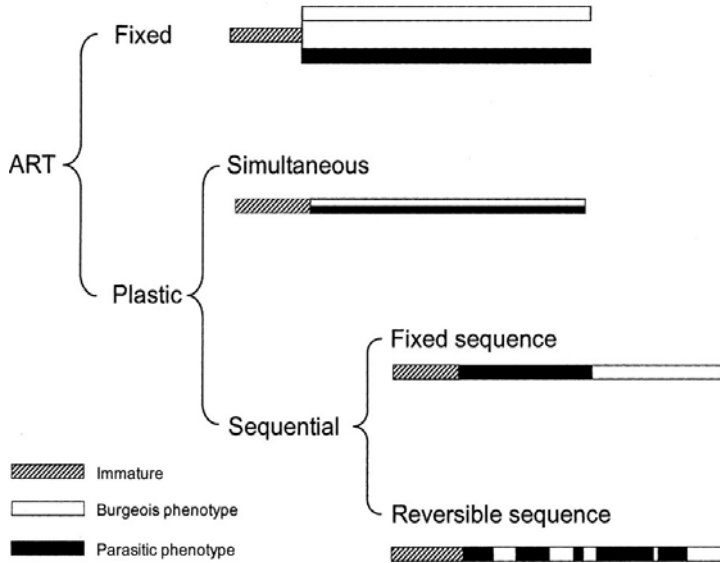 Fixed
ART
Simultaneous
Plastic
Fixed sequence
Sequential
Immature
Burgeois phenotype
Reversible sequence
Parasitic phenotype